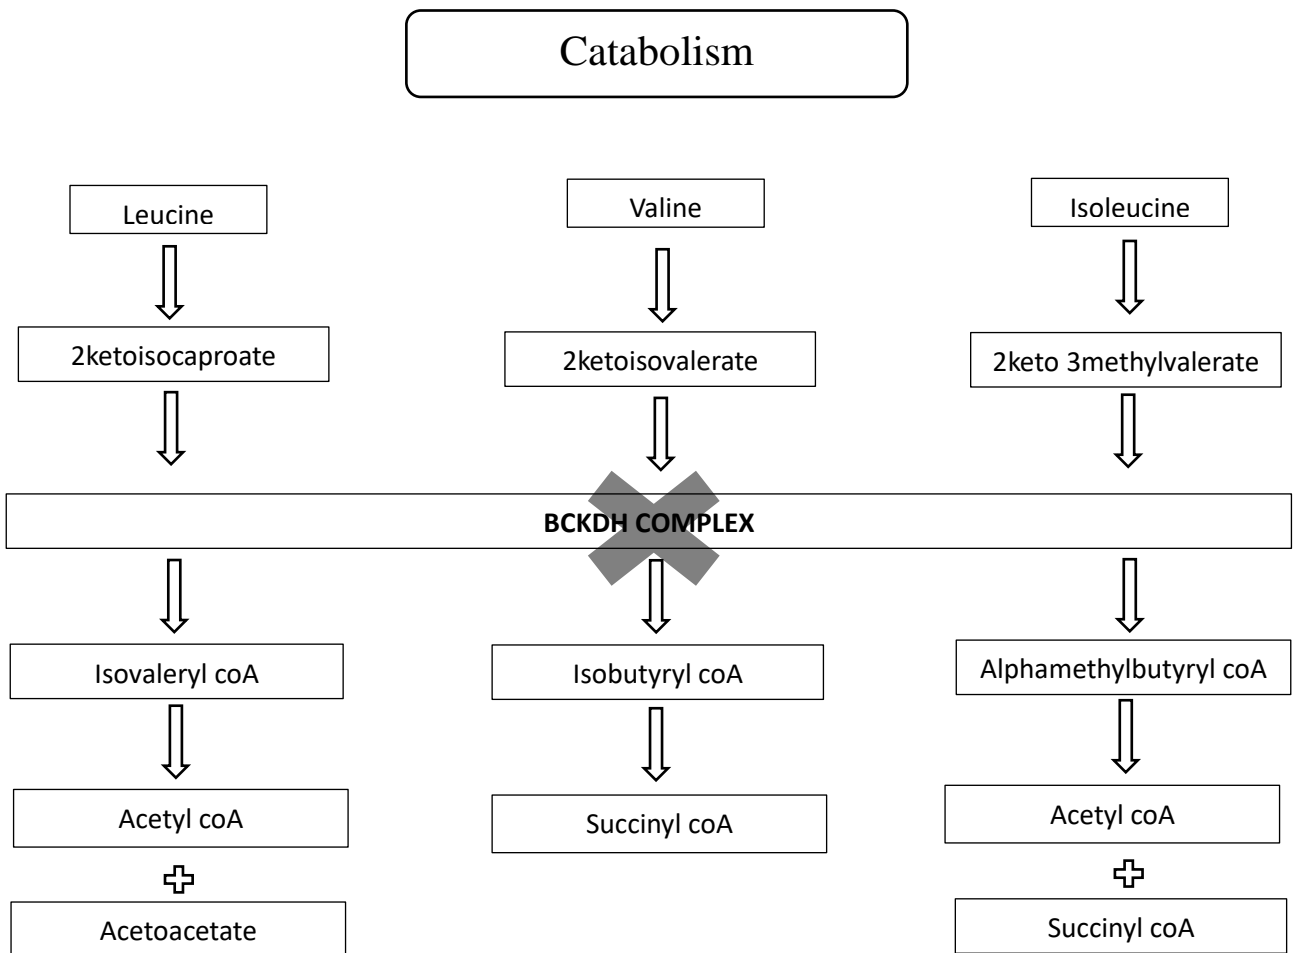 Catabolism
Leucine
Valine
Isoleucine
2ketoisocaproate
2ketoisovalerate
2keto 3methylvalerate
BCKDH COMPLEX
Isovaleryl coA
Isobutyryl coA
Alphamethylbutyryl coA
Acetyl coA
Succinyl coA
Acetyl coA
Acetoacetate
Succinyl coA